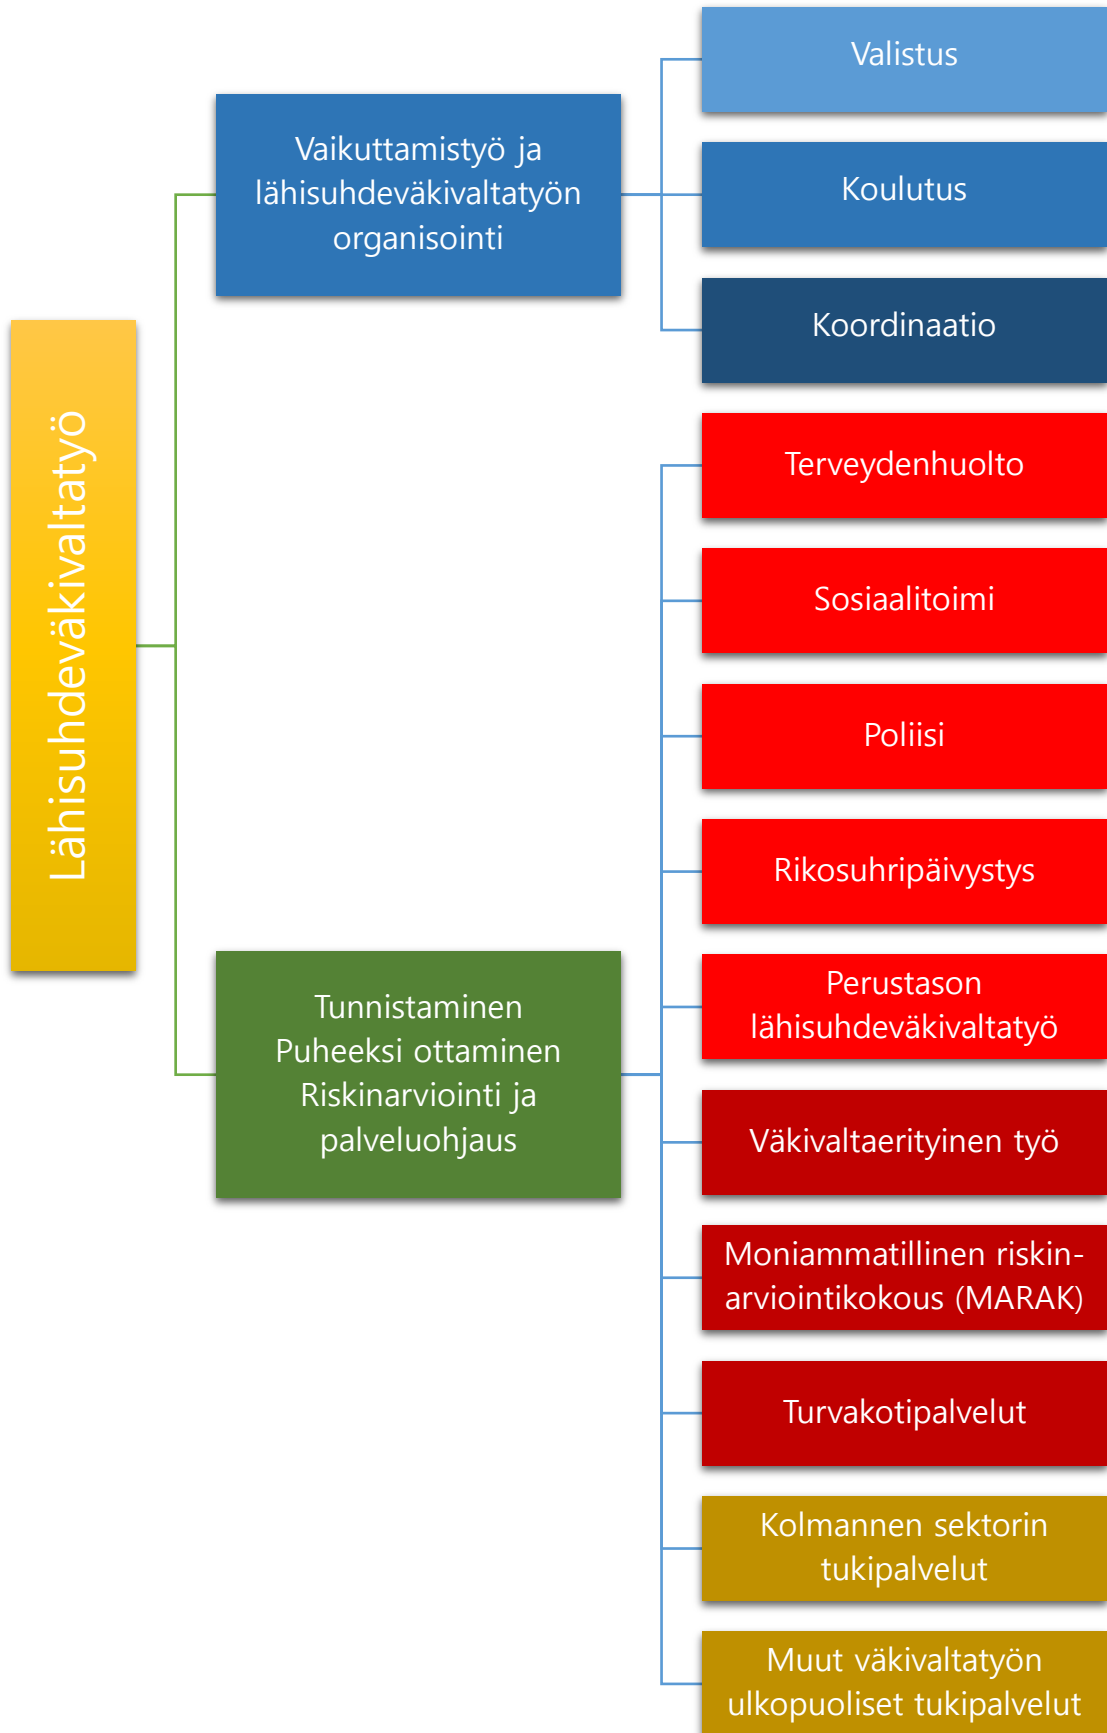 Lähisuhdeväkivaltatyö
Vaikuttamistyö ja
lähisuhdeväkivaltatyön
organisointi
Valistus
Koulutus
Koordinaatio
Tunnistaminen
Puheeksi ottaminen
Riskinarviointi ja
palveluohjaus
Terveydenhuolto
Sosiaalitoimi
Poliisi
Rikosuhripäivystys
Perustason
lähisuhdeväkivaltatyö
Väkivaltaerityinen työ
Moniammatillinen riskin-
arviointikokous (MARAK)
Turvakotipalvelut
Kolmannen sektorin
tukipalvelut
Muut väkivaltatyön
ulkopuoliset tukipalvelut